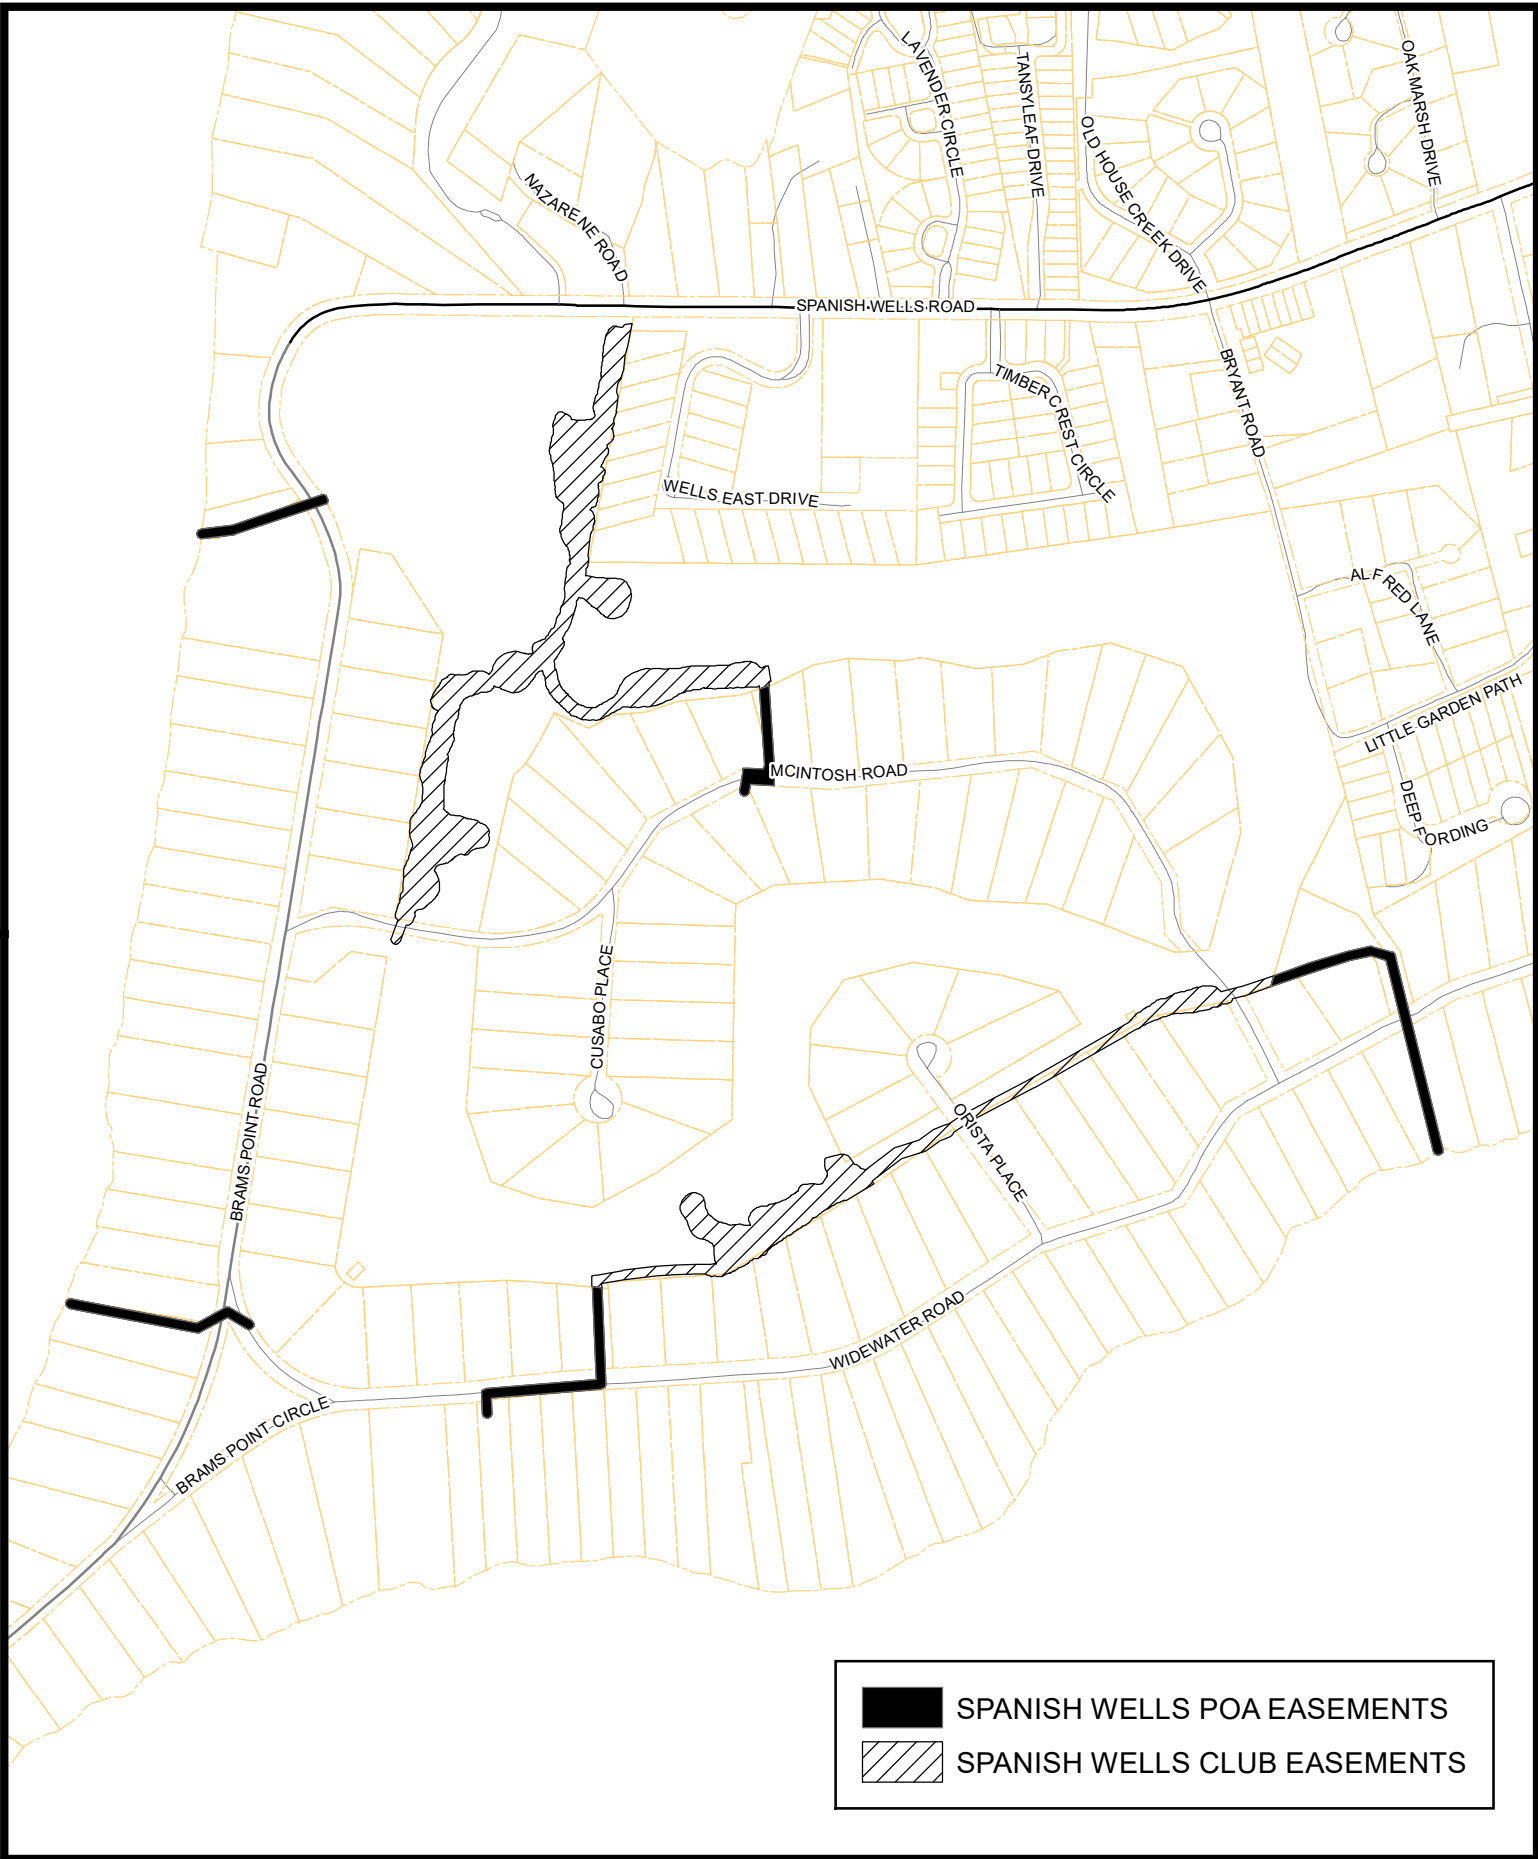 LAVENDER CIRCLE
TANSYLEAF DRIVE
OAK MARSH DRIVE
OLD HOUSE CREEK DRIVE
NAZARENE ROAD
SPANISH WELLS ROAD
BRYANT ROAD
TIMBERCREST CIRCLE
WELLS EAST DRIVE
ALFRED LANE
LITTLE GARDEN PATH
MCINTOSH ROAD
DEEP FORDING
CUSABO PLACE
BRAMS POINT ROAD
ORISTA PLACE
WIDEWATER ROAD
BRAMS POINT CIRCLE
SPANISH WELLS POA EASEMENTS
SPANISH WELLS CLUB EASEMENTS